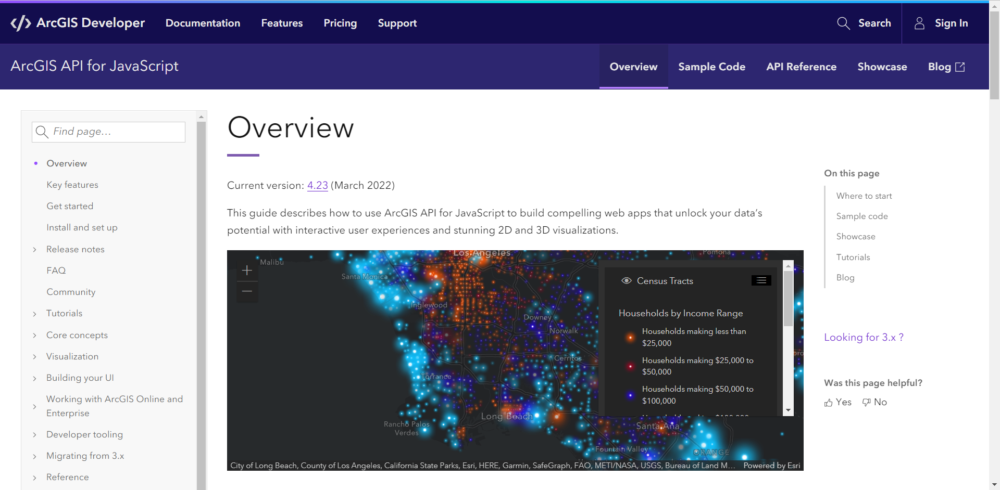 ArcGIS Developer
Documentation
Features
Pricing
Support
Search
Sign In
ArcGIS API for JavaScript
Overview
Sample Code
API Reference
Showcase
Blog
Find page...
Overview
Key features
Get started
Install and set up
Release notes
FAQ
Community
Tutorials
Core concepts
Visualization
Building your UI
Working with ArcGIS Online and
Enterprise
Developer tooling
Migrating from 3.x
Reference
Overview
Current version: 4.23 (March 2022)
This guide describes how to use ArcGIS API for JavaScript to build compelling web apps that unlock your data’s
potential with interactive user experiences and stunning 2D and 3D visualizations.
Los Angeles
Pomona
Malibu
Santa Monica
Inglewood
Downey
Norwalk
Cerritos
Torrance
Long Beach
Rancho Palos
Verdes
Santa Ana
Fountain Valley
ORANGE
Census Tracts
Households by Income Range
Households making less than
$25,000
Households making $25,000 to
$50,000
Households making $50,000 to
$100,000
City of Long Beach, County of Los Angeles, California State Parks, Esri, HERE, Garmin, SafeGraph, FAO, METI/NASA, USGS, Bureau of Land M...
Powered by Esri
On this page
Where to start
Sample code
Showcase
Tutorials
Blog
Looking for 3.x ?
Was this page helpful?
Yes
No